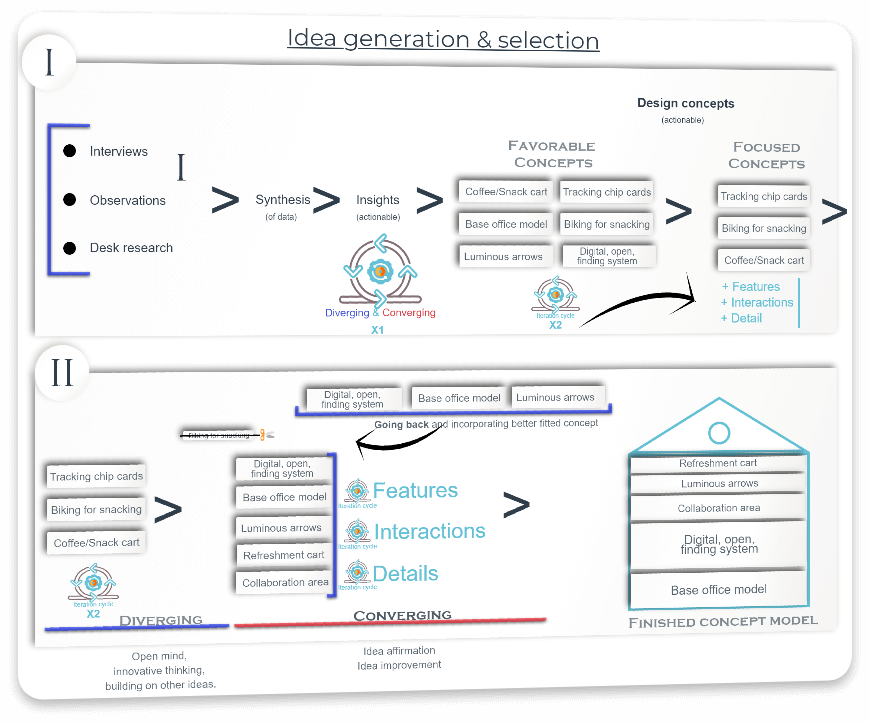 Idea generation & selection
I
Design concepts
(actionable)
Interviews
Observations
Desk research
I
>
Synthesis
(of data)
>
Insights
(actionable)
>
Diverging & Converging
X1
FAVORABLE
CONCEPTS
Coffee/Snack cart
Tracking chip cards
Base office model
Biking for snacking
Luminous arrows
Digital, open,
finding system
Iteration cycle
X2
>
FOCUSED
CONCEPTS
Tracking chip cards
Biking for snacking
Coffee/Snack cart
+ Features
+ Interactions
+ Detail
>
II
Digital, open,
finding system
Base office model
Luminous arrows
Going back and incorporating better fitted concept
Biking for snacking
Tracking chip cards
Biking for snacking
Coffee/Snack cart
Iteration cycle
X2
>
Digital, open,
finding system
Base office model
Luminous arrows
Refreshment cart
Collaboration area
Iteration cycle
Features
Iteration cycle
Interactions
Iteration cycle
Details
>
Refreshment cart
Luminous arrows
Collaboration area
Digital, open,
finding system
Base office model
FINISHED CONCEPT MODEL
DIVERGING
CONVERGING
Open mind,
innovative thinking,
building on other ideas.
Idea affirmation
Idea improvement